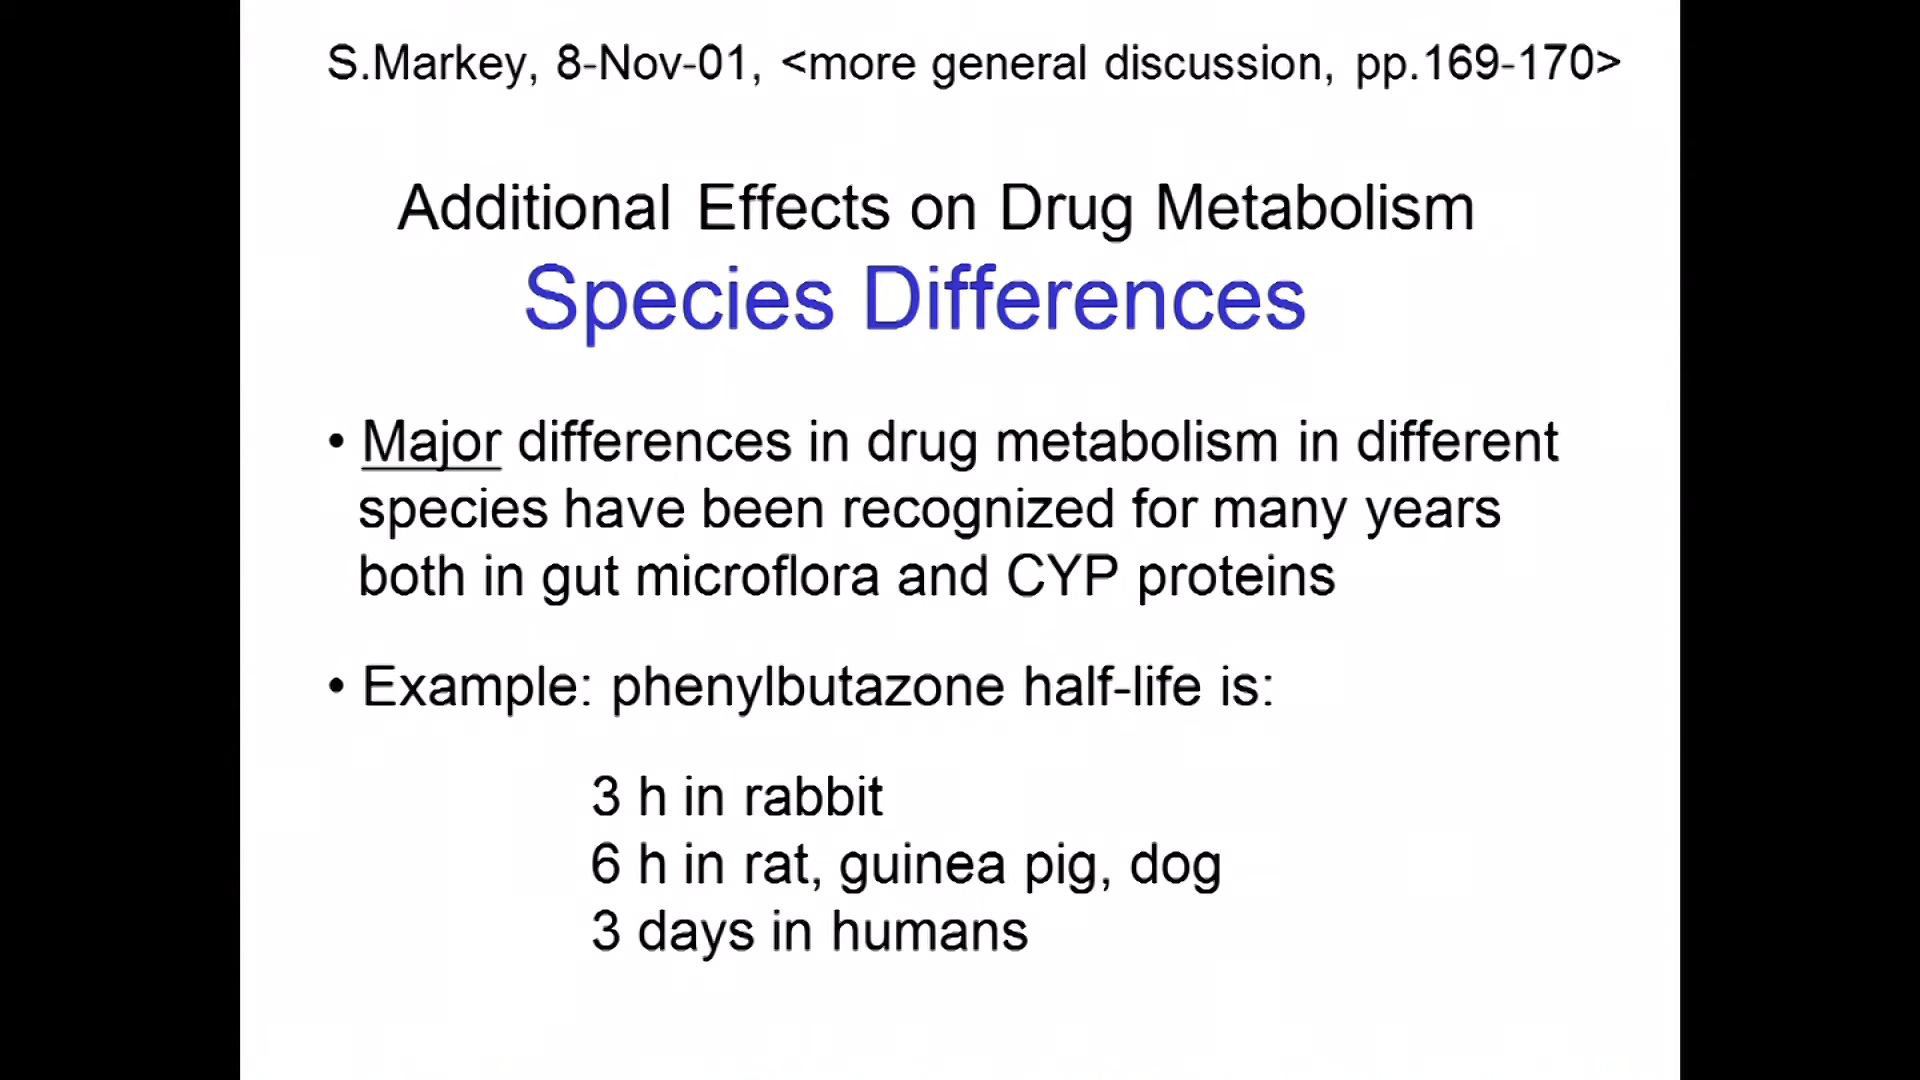 S.Markey, 8-Nov-01, <more general discussion, pp.169-170>
Additional Effects on Drug Metabolism
Species Differences
• Major differences in drug metabolism in different
species have been recognized for many years
both in gut microflora and CYP proteins
• Example: phenylbutazone half-life is:
3 h in rabbit
6 h in rat, guinea pig, dog
3 days in humans